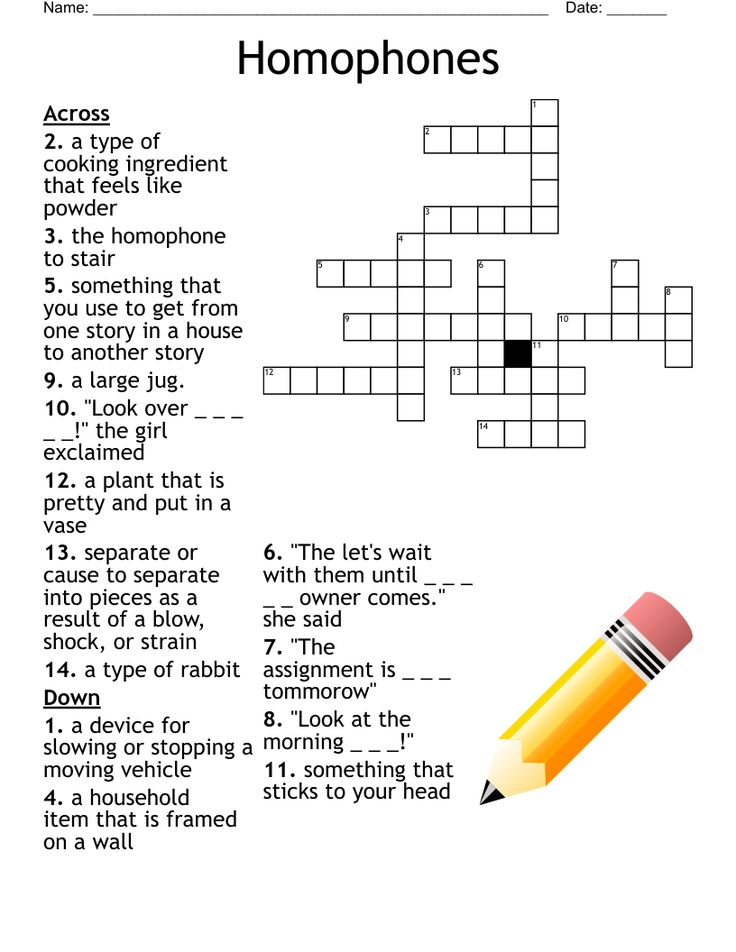 Name: _______________________________________________________ Date: _______
Homophones
Across
2. a type of
cooking ingredient
that feels like
powder
3. the homophone
to stair
5. something that
you use to get from
one story in a house
to another story
9. a large jug.
10. "Look over _ _ _
_ _!" the girl
exclaimed
12. a plant that is
pretty and put in a
vase
13. separate or
cause to separate
into pieces as a
result of a blow,
shock, or strain
14. a type of rabbit
Down
1. a device for
slowing or stopping a
moving vehicle
4. a household
item that is framed
on a wall
6. "The let's wait
with them until _ _ _
_ _ owner comes."
she said
7. "The
assignment is _ _ _
tommorow"
8. "Look at the
morning _ _ _!"
11. something that
sticks to your head
1
2
3
4
5
6
7
8
9
10
11
12
13
14